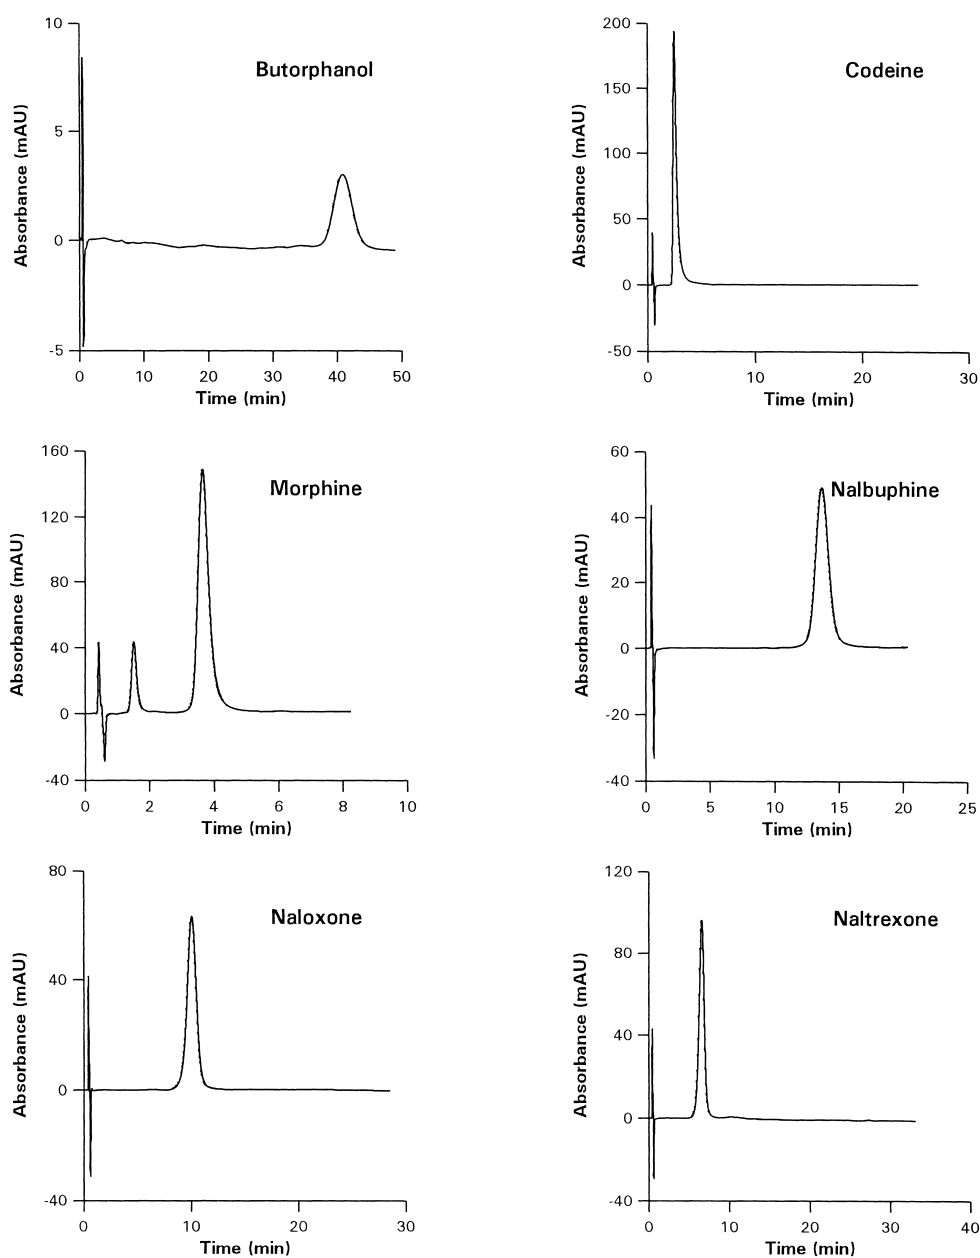 Butorphanol
Absorbance (mAU)
10
5
0
-5
0 10 20 30 40 50
Time (min)
Codeine
Absorbance (mAU)
200
150
100
50
0
-50
0 10 20 30
Time (min)
Morphine
Absorbance (mAU)
160
120
80
40
0
-40
0 2 4 6 8 10
Time (min)
Nalbuphine
Absorbance (mAU)
60
40
20
0
-20
-40
0 5 10 15 20 25
Time (min)
Naloxone
Absorbance (mAU)
80
40
0
-40
0 10 20 30
Time (min)
Naltrexone
Absorbance (mAU)
120
80
40
0
-40
0 10 20 30 40
Time (min)